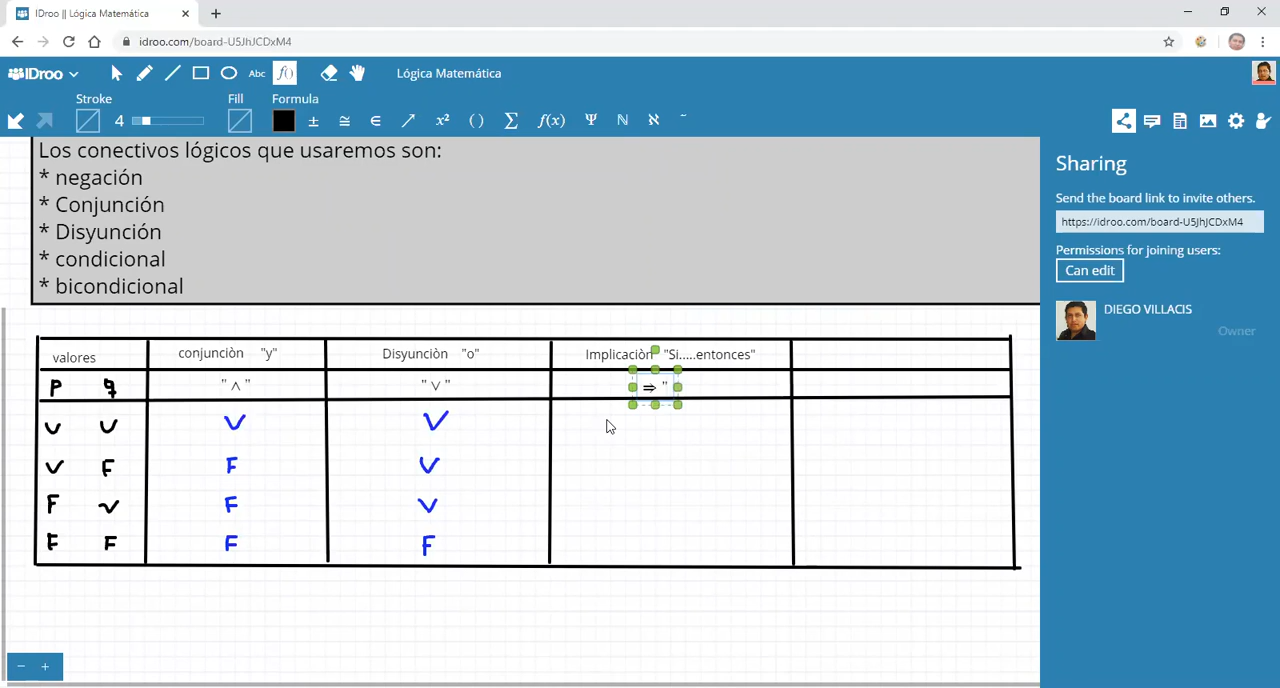 IDroo || Lógica Matemática
idroo.com/board-U5JhJCDxM4
IDroo Abc f() Lógica Matemática
Stroke Fill Formula
4 ± ≅ ∈ x² ( ) ∑ f(x) Ψ ℕ ℵ ~
Los conectivos lógicos que usaremos son:
* negación
* Conjunción
* Disyunción
* condicional
* bicondicional
valores conjunciòn "y" Disyunciòn "o" Implicaciòn "Si.....entonces"
p q " ∧ " " ∨ " " ⇒ "
V V V V
V F F V
F V F V
F F F F
Sharing
Send the board link to invite others.
https://idroo.com/board-U5JhJCDxM4
Permissions for joining users:
Can edit
DIEGO VILLACIS
Owner